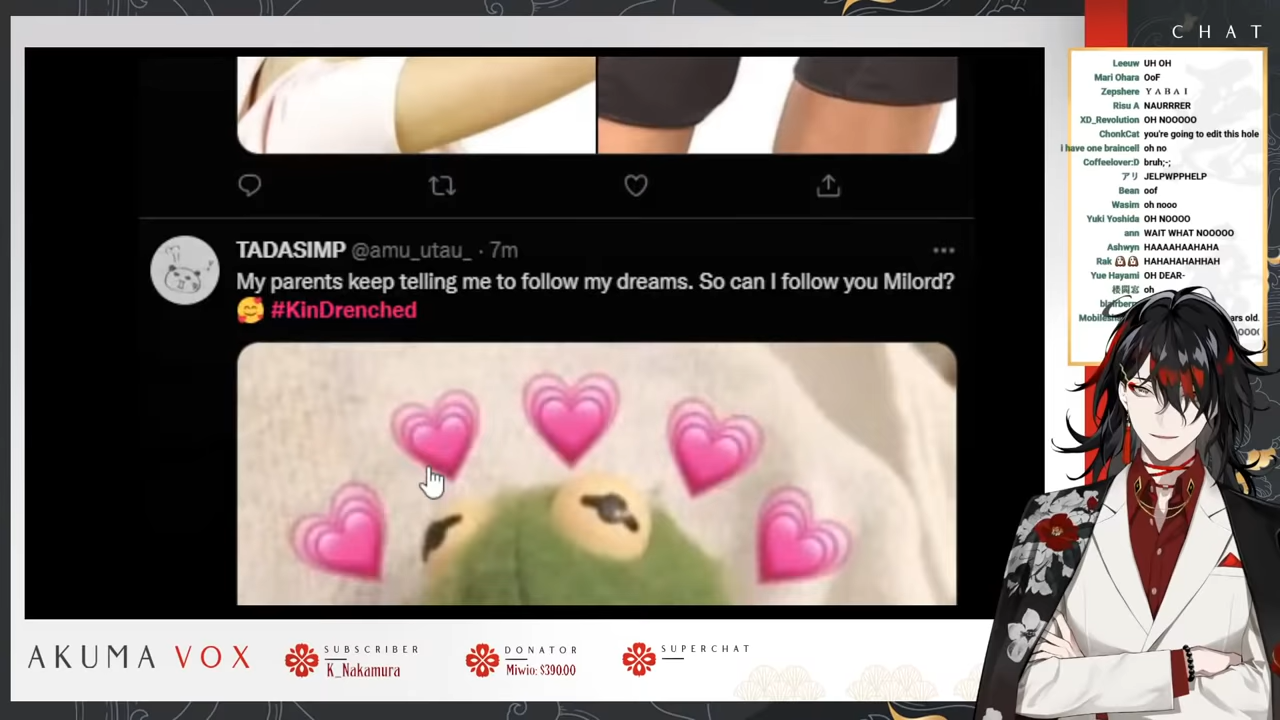 CHAT
Leeuw UH OH
Mari Ohara OoF
Zepshere Y A B A I
Risu A NAURRRER
XD_Revolution OH NOOOOO
ChonkCat you're going to edit this hole
i have one braincell oh no
Coffeelover:D bruh;-;
アリ JELPWPPHELP
Bean oof
Wasim oh nooo
Yuki Yoshida OH NOOOO
ann WAIT WHAT NOOOOO
Ashwyn HAAAAHAAHAHA
Rak HAHAHAHAHHAH
Yue Hayami OH DEAR-
oh
ars old.
TADASIMP @amu_utau_ · 7m
My parents keep telling me to follow my dreams. So can I follow you Milord?
🥰 #KinDrenched
AKUMA VOX
SUBSCRIBER
K_Nakamura
DONATOR
Miwio: $390.00
SUPERCHAT